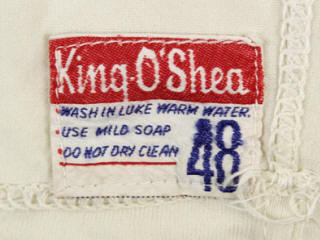 King O'Shea
• WASH IN LUKE WARM WATER.
• USE MILD SOAP
• DO NOT DRY CLEAN
48